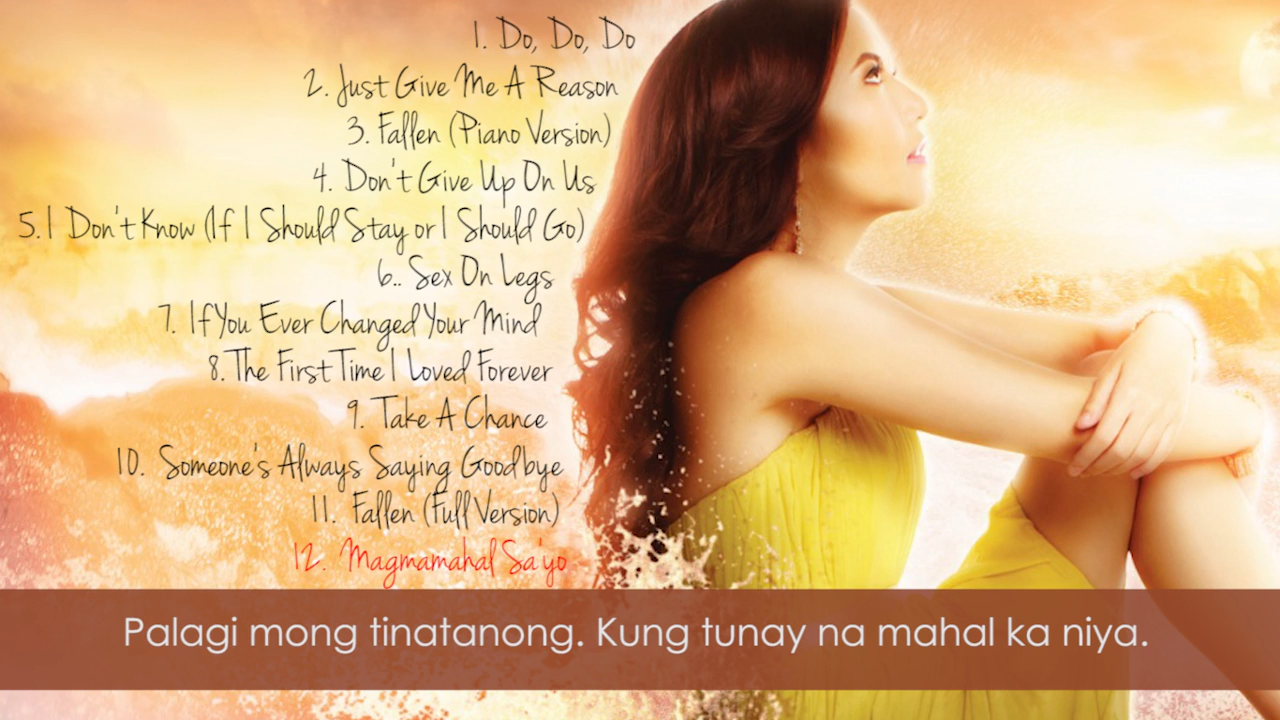 1. Do, Do, Do
2. Just Give Me A Reason
3. Fallen (Piano Version)
4. Don't Give Up On Us
5. I Don't Know (If I Should Stay or I Should Go)
6.. Sex On Legs
7. If You Ever Changed Your Mind
8. The First Time I Loved Forever
9. Take A Chance
10. Someone's Always Saying Goodbye
11. Fallen (Full Version)
12. Magmamahal Sa'yo
Palagi mong tinatanong. Kung tunay na mahal ka niya.